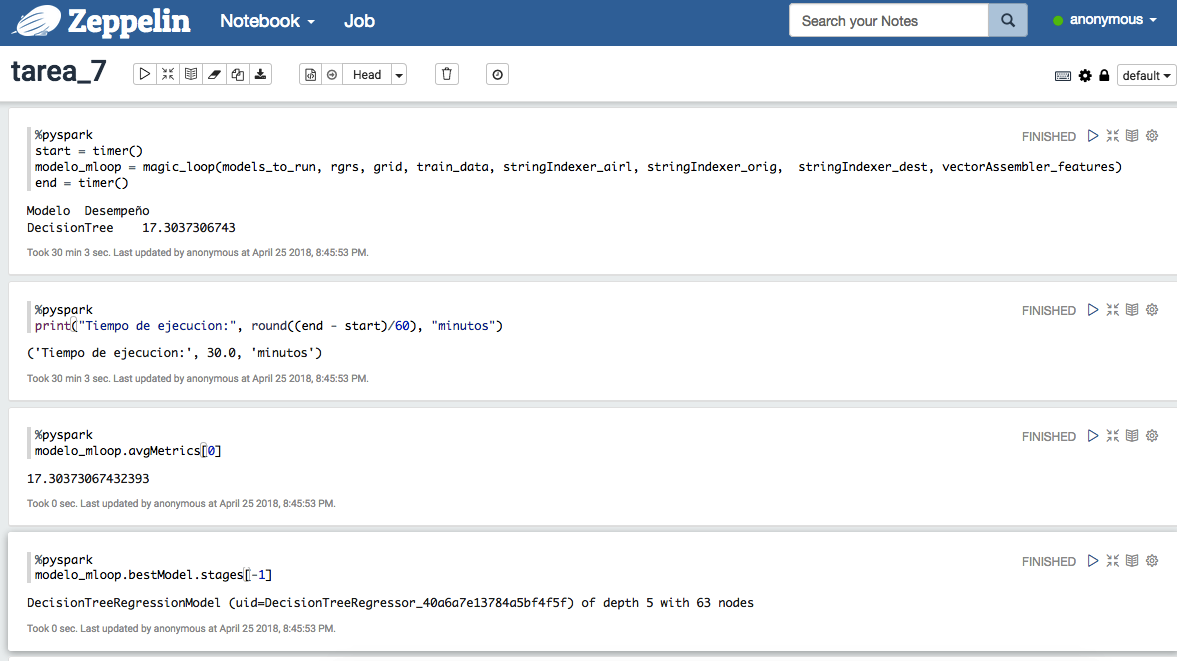 Zeppelin Notebook Job Search your Notes anonymous
tarea_7 Head default
%pyspark FINISHED
start = timer()
modelo_mloop = magic_loop(models_to_run, rgrs, grid, train_data, stringIndexer_airl, stringIndexer_orig,  stringIndexer_dest, vectorAssembler_features)
end = timer()
Modelo  Desempeño
DecisionTree    17.3037306743
Took 30 min 3 sec. Last updated by anonymous at April 25 2018, 8:45:53 PM.
%pyspark FINISHED
print("Tiempo de ejecucion:", round((end - start)/60), "minutos")
('Tiempo de ejecucion:', 30.0, 'minutos')
Took 30 min 3 sec. Last updated by anonymous at April 25 2018, 8:45:53 PM.
%pyspark FINISHED
modelo_mloop.avgMetrics[0]
17.30373067432393
Took 0 sec. Last updated by anonymous at April 25 2018, 8:45:53 PM.
%pyspark FINISHED
modelo_mloop.bestModel.stages[-1]
DecisionTreeRegressionModel (uid=DecisionTreeRegressor_40a6a7e13784a5bf4f5f) of depth 5 with 63 nodes
Took 0 sec. Last updated by anonymous at April 25 2018, 8:45:53 PM.